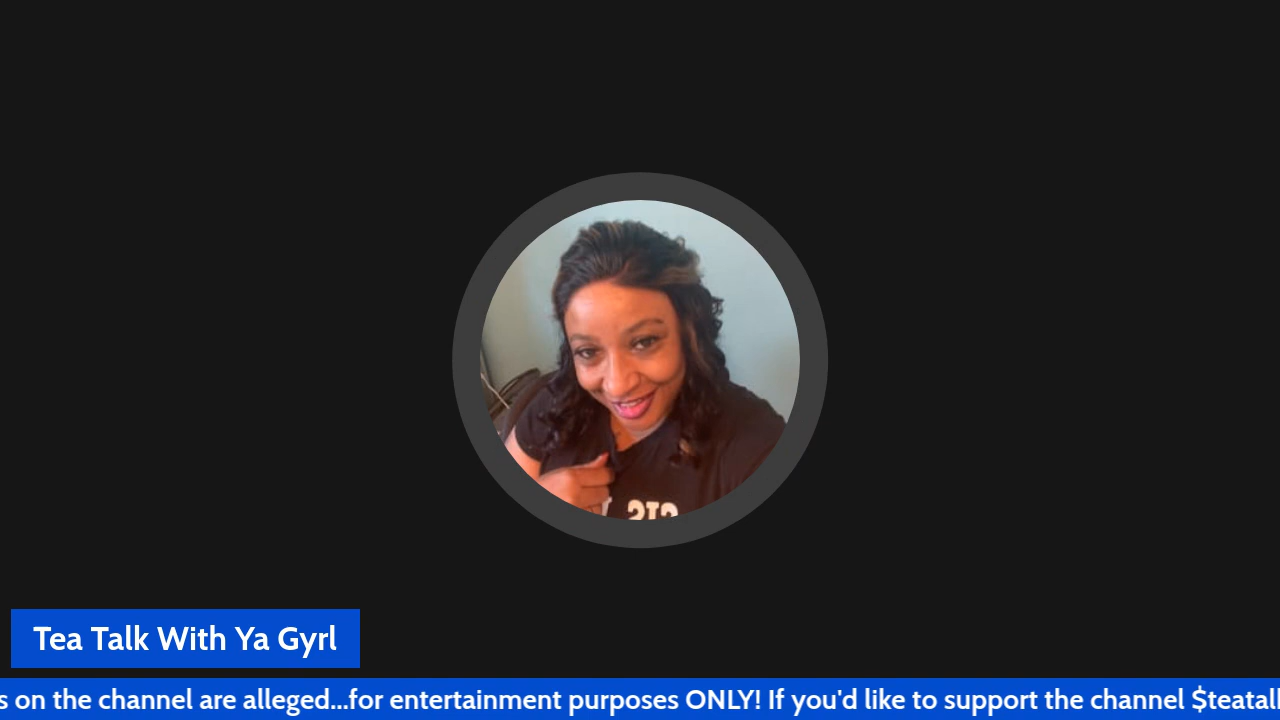 Tea Talk With Ya Gyrl
s on the channel are alleged...for entertainment purposes ONLY! If you'd like to support the channel $teatal